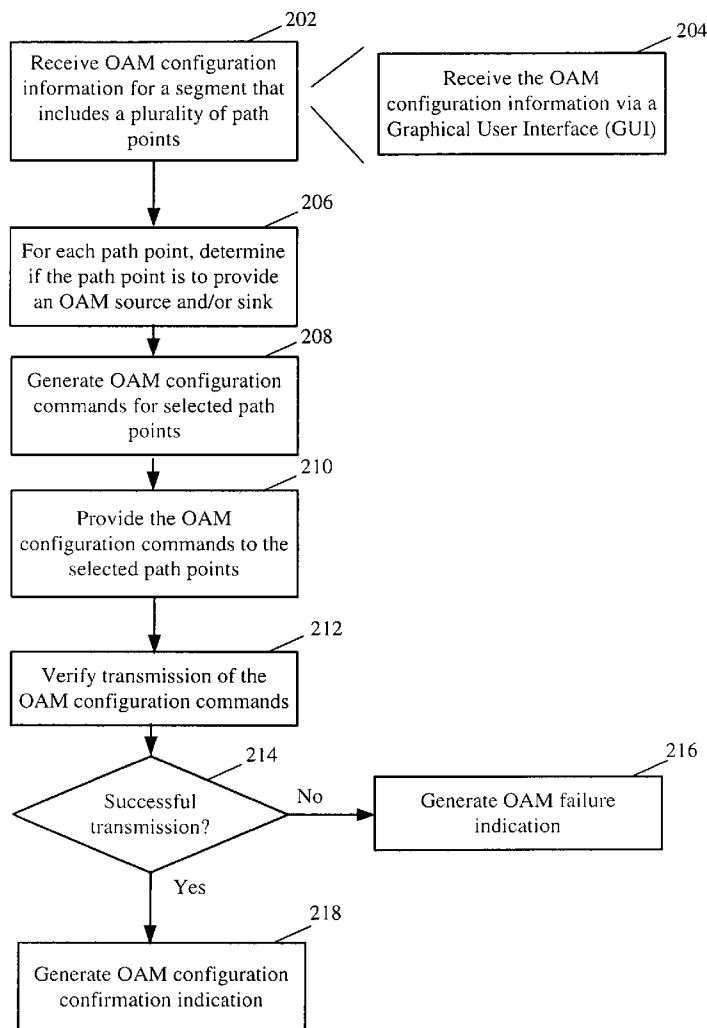 202
Receive OAM configuration
information for a segment that
includes a plurality of path
points
204
Receive the OAM
configuration information via a
Graphical User Interface (GUI)
206
For each path point, determine
if the path point is to provide
an OAM source and/or sink
208
Generate OAM configuration
commands for selected path
points
210
Provide the OAM
configuration commands to the
selected path points
212
Verify transmission of the
OAM configuration commands
214
Successful
transmission?
No
216
Generate OAM failure
indication
Yes
218
Generate OAM configuration
confirmation indication